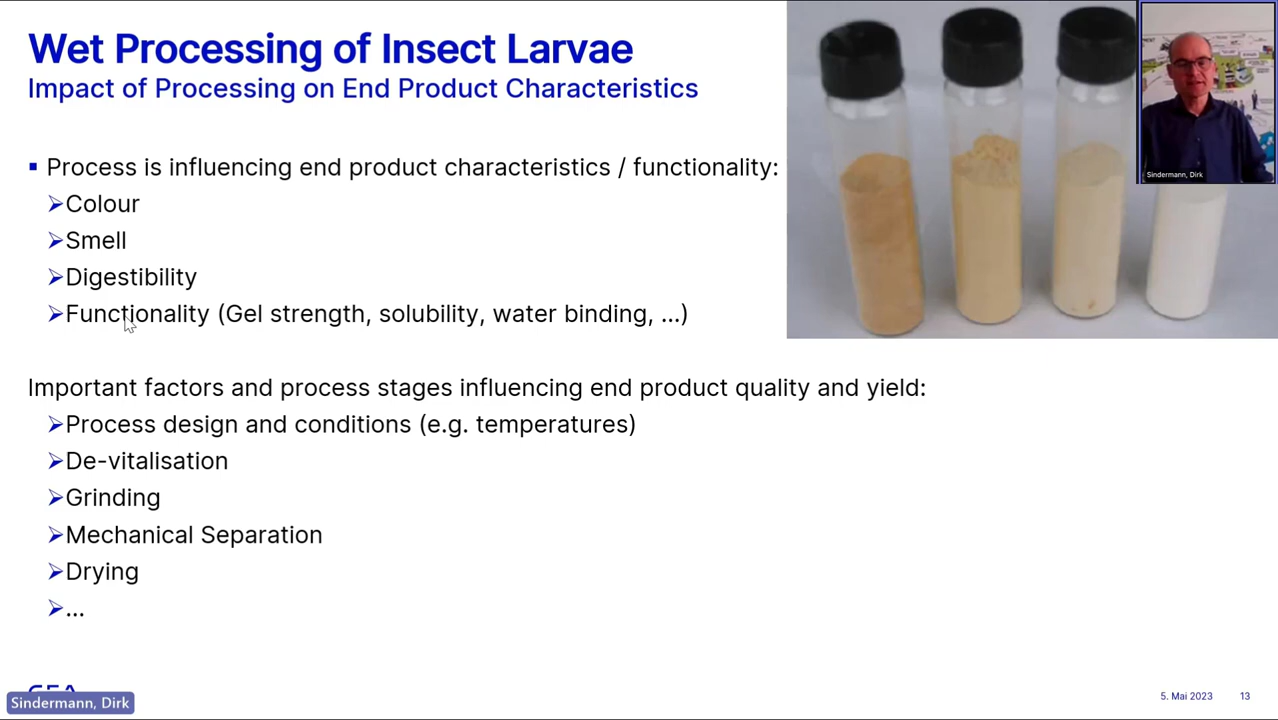 Wet Processing of Insect Larvae
Impact of Processing on End Product Characteristics
Sindermann, Dirk
▪ Process is influencing end product characteristics / functionality:
➢Colour
➢Smell
➢Digestibility
➢Functionality (Gel strength, solubility, water binding, ...)
Important factors and process stages influencing end product quality and yield:
➢Process design and conditions (e.g. temperatures)
➢De-vitalisation
➢Grinding
➢Mechanical Separation
➢Drying
➢...
Sindermann, Dirk
5. Mai 2023 13